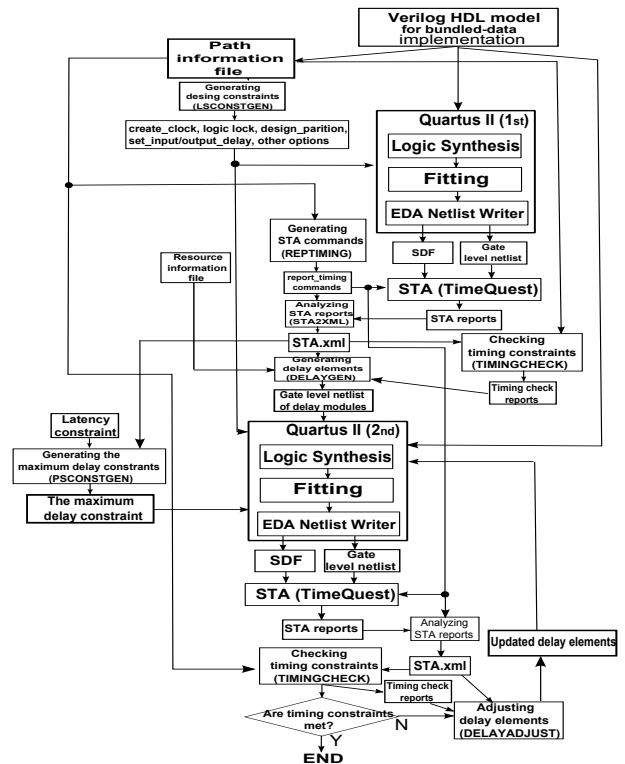 Verilog HDL model
for bundled-data
implementation
Path
information
file
Generating
desing constraints
(LSCONSTGEN)
create_clock, logic lock, design_parition,
set_input/output_delay, other options
Quartus II (1st)
Logic Synthesis
Fitting
EDA Netlist Writer
Generating
STA commands
(REPTIMING)
SDF
Gate
level netlist
Resource
information
file
report_timing
commands
STA (TimeQuest)
Analyzing
STA reports
(STA2XML)
STA reports
STA.xml
Checking
timing constraints
(TIMINGCHECK)
Generating
delay elements
(DELAYGEN)
Timing check
reports
Gate level netlist
of delay modules
Latency
constraint
Quartus II (2nd)
Generating the
maximum delay constrants
(PSCONSTGEN)
Logic Synthesis
Fitting
The maximum
delay constraint
EDA Netlist Writer
SDF
Gate
level netlist
STA (TimeQuest)
STA reports
Analyzing
STA reports
Updated delay elements
Checking
timing constraints
(TIMINGCHECK)
STA.xml
Timing check
reports
Are timing constraints
met?
N
Adjusting
delay elements
(DELAYADJUST)
Y
END